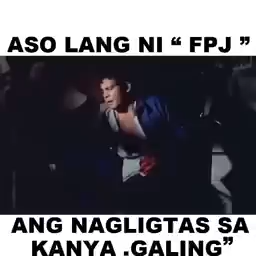 ASO LANG NI “ FPJ ”
ANG NAGLIGTAS SA
KANYA .GALING”